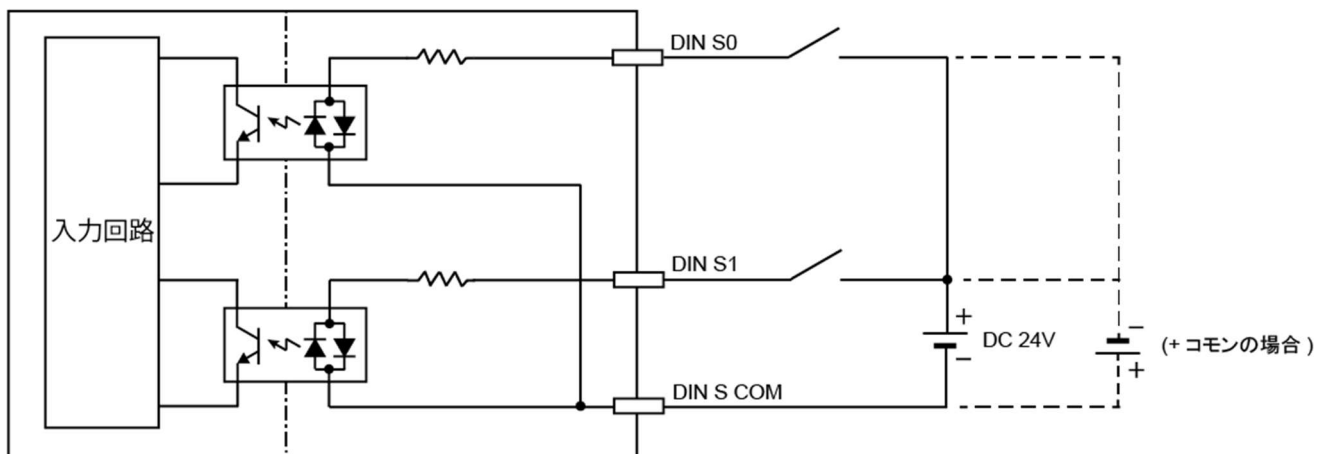 DIN S0
入力回路
DIN S1
+
DC 24V
−
−
(+ コモンの場合 )
+
DIN S COM